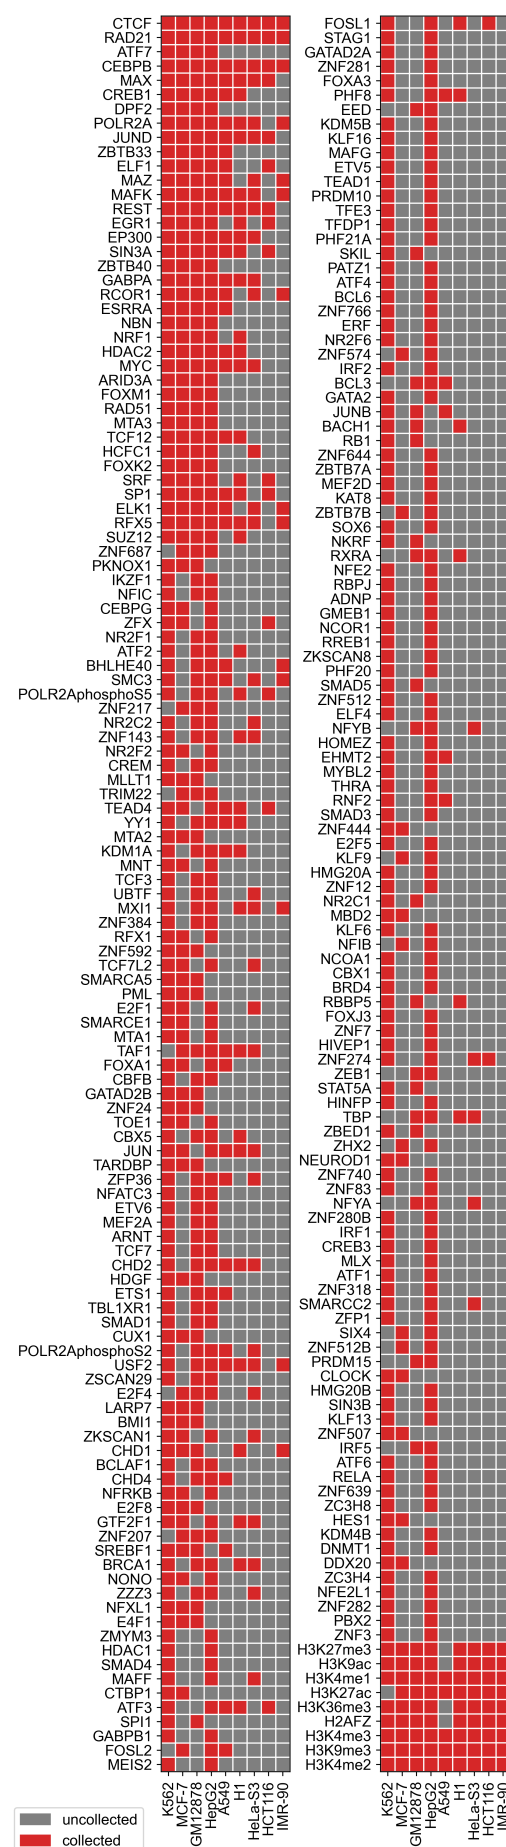 CTCF
RAD21
ATF7
CEBPB
MAX
CREB1
DPF2
POLR2A
JUND
ZBTB33
ELF1
MAZ
MAFK
REST
EGR1
EP300
SIN3A
ZBTB40
GABPA
RCOR1
ESRRA
NBN
NRF1
HDAC2
MYC
ARID3A
FOXM1
RAD51
MTA3
TCF12
HCFC1
FOXK2
SRF
SP1
ELK1
RFX5
SUZ12
ZNF687
PKNOX1
IKZF1
NFIC
CEBPG
ZFX
NR2F1
ATF2
BHLHE40
SMC3
POLR2AphosphoS5
ZNF217
NR2C2
ZNF143
NR2F2
CREM
MLLT1
TRIM22
TEAD4
YY1
MTA2
KDM1A
MNT
TCF3
UBTF
MXI1
ZNF384
RFX1
ZNF592
TCF7L2
SMARCA5
PML
E2F1
SMARCE1
MTA1
TAF1
FOXA1
CBFB
GATAD2B
ZNF24
TOE1
CBX5
JUN
TARDBP
ZFP36
NFATC3
ETV6
MEF2A
ARNT
TCF7
CHD2
HDGF
ETS1
TBL1XR1
SMAD1
CUX1
POLR2AphosphoS2
USF2
ZSCAN29
E2F4
LARP7
BMI1
ZKSCAN1
CHD1
BCLAF1
CHD4
NFRKB
E2F8
GTF2F1
ZNF207
SREBF1
BRCA1
NONO
ZZZ3
NFXL1
E4F1
ZMYM3
HDAC1
SMAD4
MAFF
CTBP1
ATF3
SPI1
GABPB1
FOSL2
MEIS2
K562
MCF-7
GM12878
HepG2
A549
H1
HeLa-S3
HCT116
IMR-90
FOSL1
STAG1
GATAD2A
ZNF281
FOXA3
PHF8
EED
KDM5B
KLF16
MAFG
ETV5
TEAD1
PRDM10
TFE3
TFDP1
PHF21A
SKIL
PATZ1
ATF4
BCL6
ZNF766
ERF
NR2F6
ZNF574
IRF2
BCL3
GATA2
JUNB
BACH1
RB1
ZNF644
ZBTB7A
MEF2D
KAT8
ZBTB7B
SOX6
NKRF
RXRA
NFE2
RBPJ
ADNP
GMEB1
NCOR1
RREB1
ZKSCAN8
PHF20
SMAD5
ZNF512
ELF4
NFYB
HOMEZ
EHMT2
MYBL2
THRA
RNF2
SMAD3
ZNF444
E2F5
KLF9
HMG20A
ZNF12
NR2C1
MBD2
KLF6
NFIB
NCOA1
CBX1
BRD4
RBBP5
FOXJ3
ZNF7
HIVEP1
ZNF274
ZEB1
STAT5A
HINFP
TBP
ZBED1
ZHX2
NEUROD1
ZNF740
ZNF83
NFYA
ZNF280B
IRF1
CREB3
MLX
ATF1
ZNF318
SMARCC2
ZFP1
SIX4
ZNF512B
PRDM15
CLOCK
HMG20B
SIN3B
KLF13
ZNF507
IRF5
ATF6
RELA
ZNF639
ZC3H8
HES1
KDM4B
DNMT1
DDX20
ZC3H4
NFE2L1
ZNF282
PBX2
ZNF3
H3K27me3
H3K9ac
H3K4me1
H3K27ac
H3K36me3
H2AFZ
H3K4me3
H3K9me3
H3K4me2
K562
MCF-7
GM12878
HepG2
A549
H1
HeLa-S3
HCT116
IMR-90
uncollected
collected